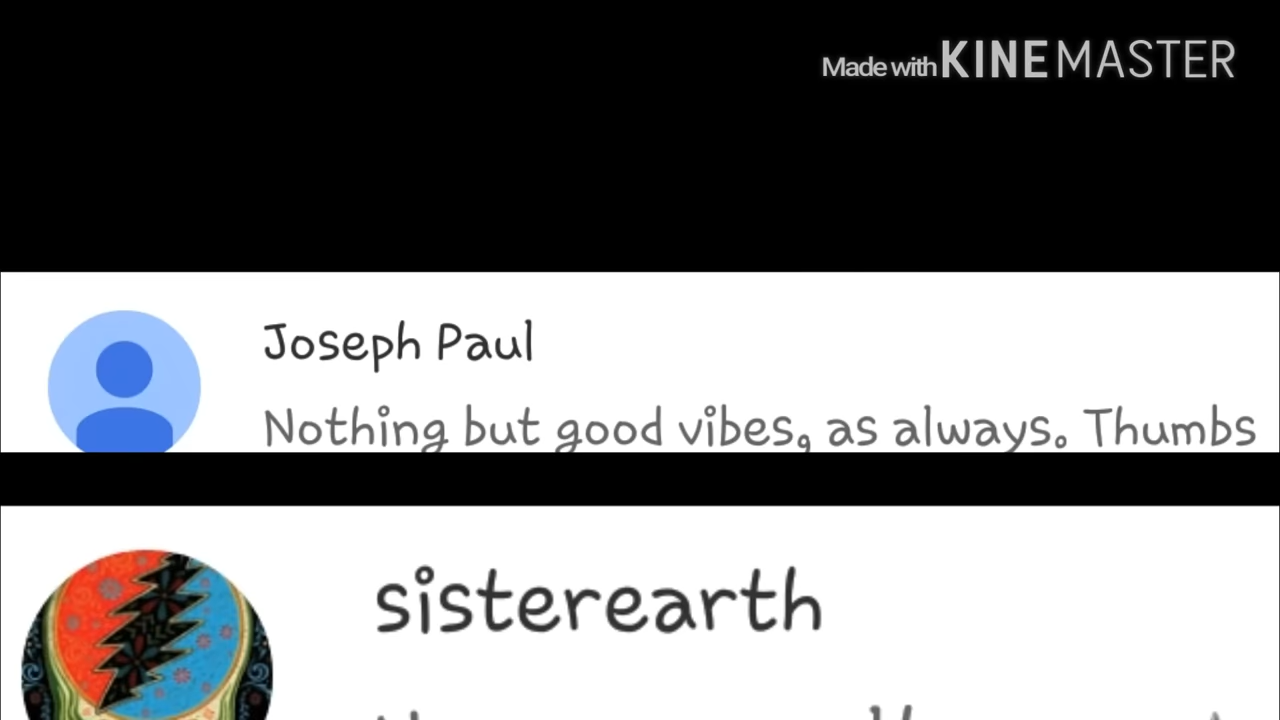 Made with KINEMASTER
Joseph Paul
Nothing but good vibes, as always. Thumbs
sisterearth